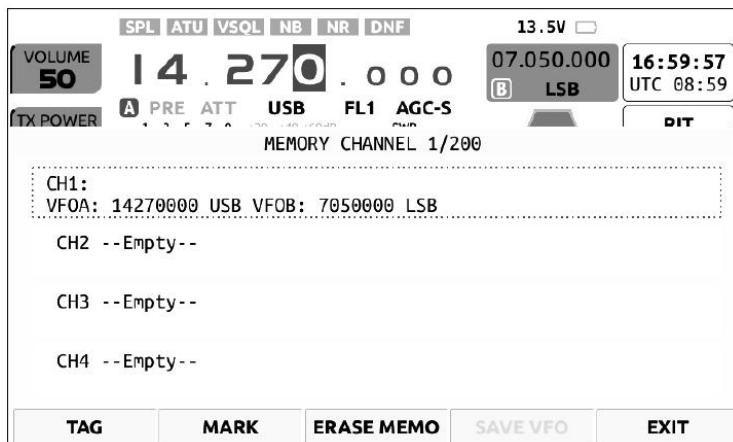 SPL ATU VSQL NB NR DNF 13.5V
VOLUME
50
14.270.000
07.050.000
B LSB
16:59:57
UTC 08:59
A PRE ATT USB FL1 AGC-S
TX POWER
RIT
MEMORY CHANNEL 1/200
CH1:
VFOA: 14270000 USB VFOB: 7050000 LSB
CH2 --Empty--
CH3 --Empty--
CH4 --Empty--
TAG MARK ERASE MEMO SAVE VFO EXIT